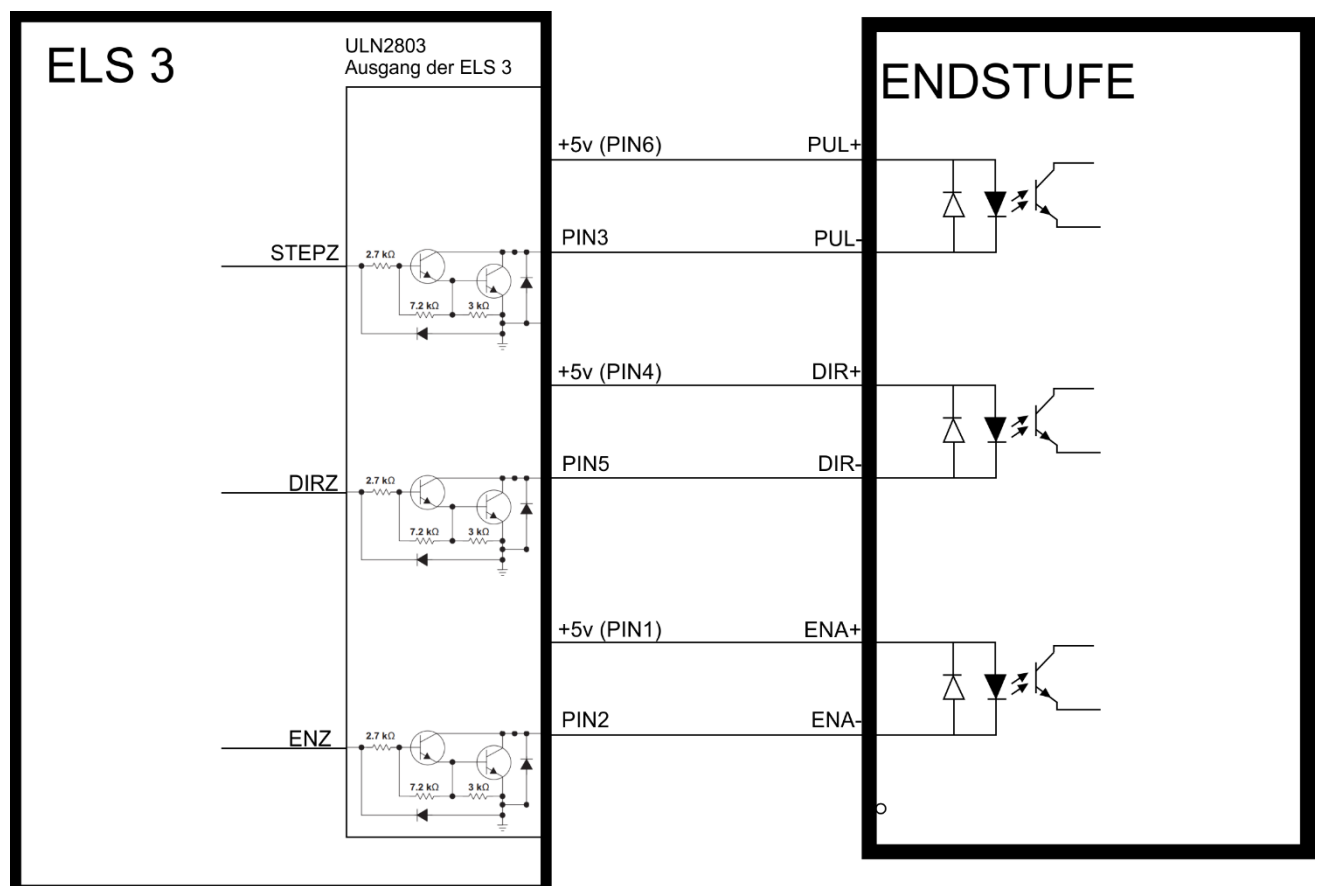 ELS 3
ULN2803
Ausgang der ELS 3
ENDSTUFE
+5v (PIN6)
PUL+
STEPZ
2.7 kΩ
7.2 kΩ
3 kΩ
PIN3
PUL-
+5v (PIN4)
DIR+
DIRZ
2.7 kΩ
7.2 kΩ
3 kΩ
PIN5
DIR-
+5v (PIN1)
ENA+
ENZ
2.7 kΩ
7.2 kΩ
3 kΩ
PIN2
ENA-